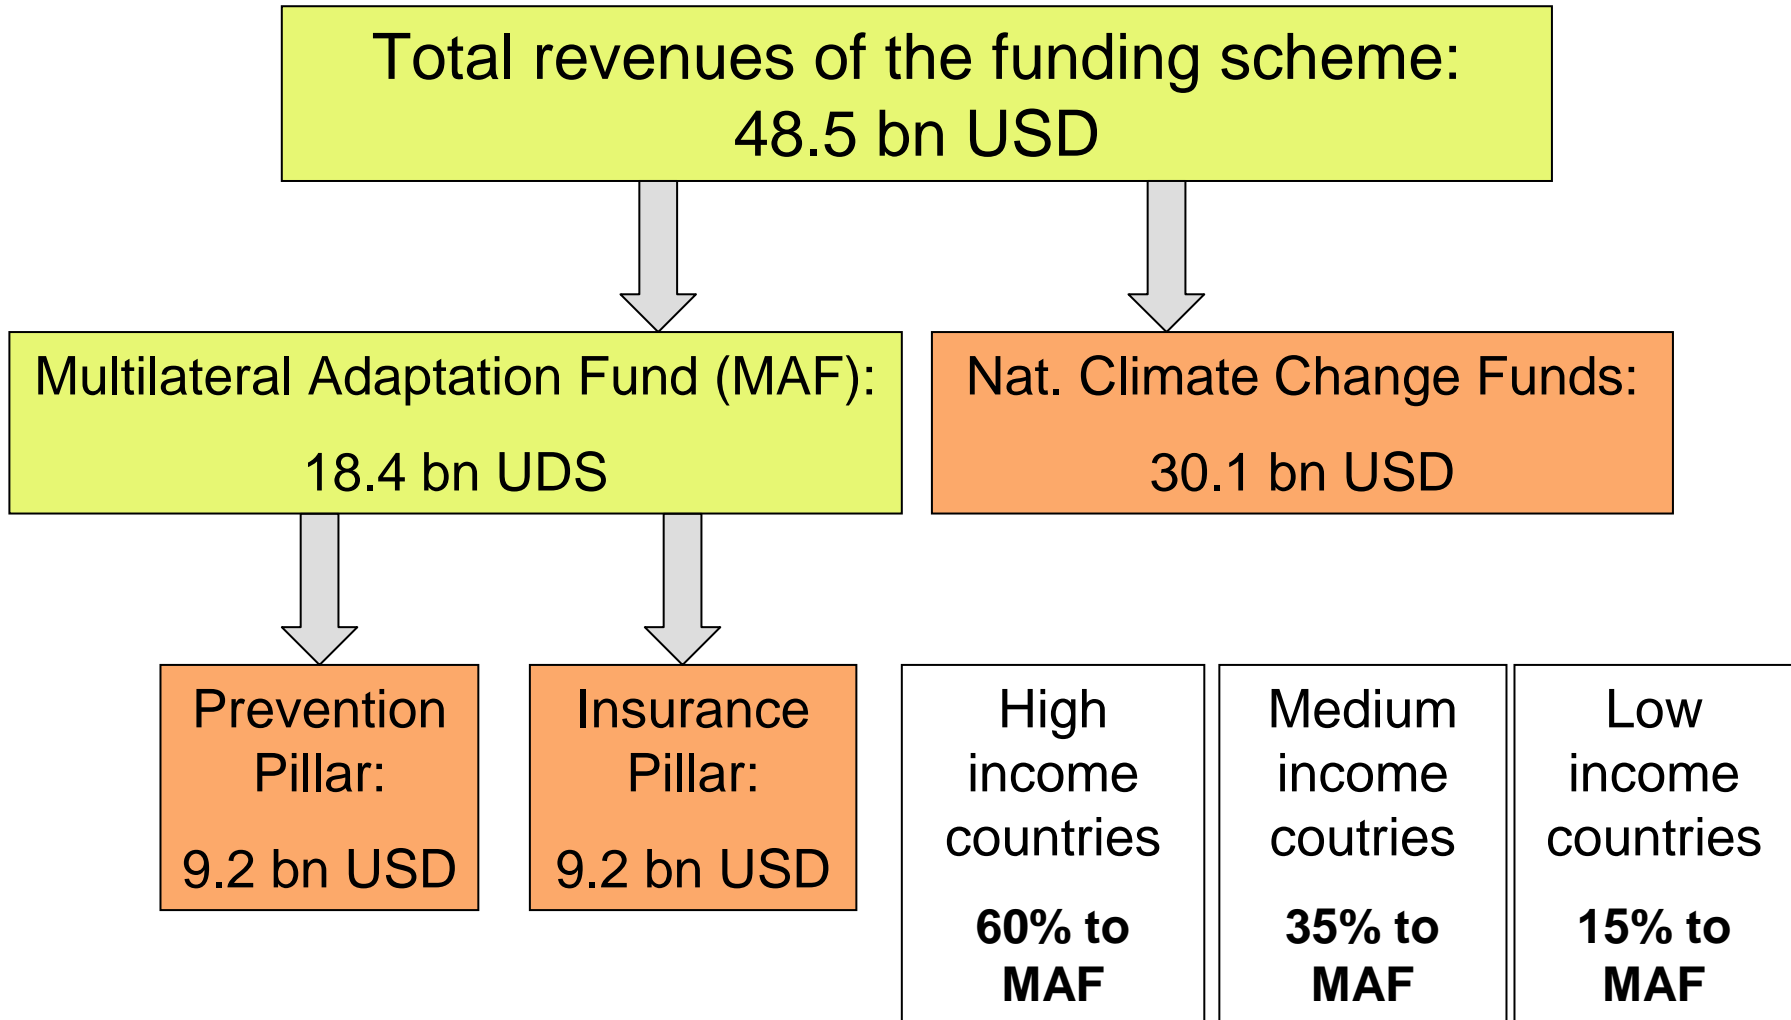 Total revenues of the funding scheme:
48.5 bn USD
Multilateral Adaptation Fund (MAF):
18.4 bn UDS
Nat. Climate Change Funds:
30.1 bn USD
Prevention
Pillar:
9.2 bn USD
Insurance
Pillar:
9.2 bn USD
High
income
countries
60% to
MAF
Medium
income
coutries
35% to
MAF
Low
income
countries
15% to
MAF